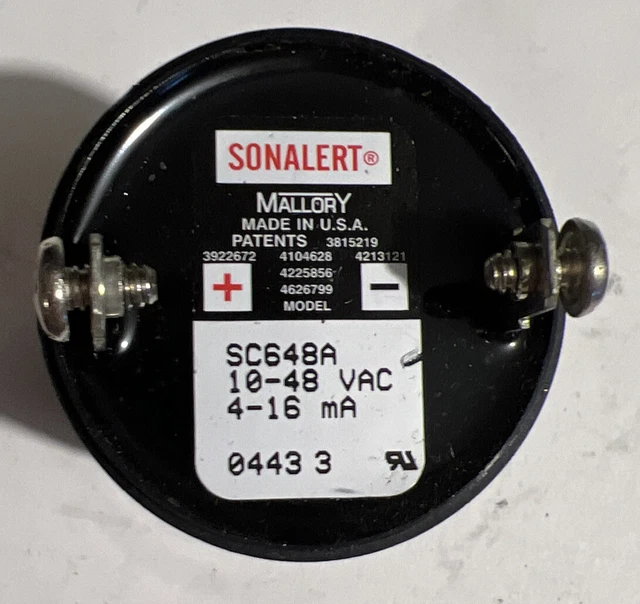 SONALERT®
MALLORY
MADE IN U.S.A.
PATENTS 3815219
3922672 4104628 4213121
4225856
+ 4626799 −
MODEL
SC648A
10-48 VAC
4-16 mA
0443 3 RU